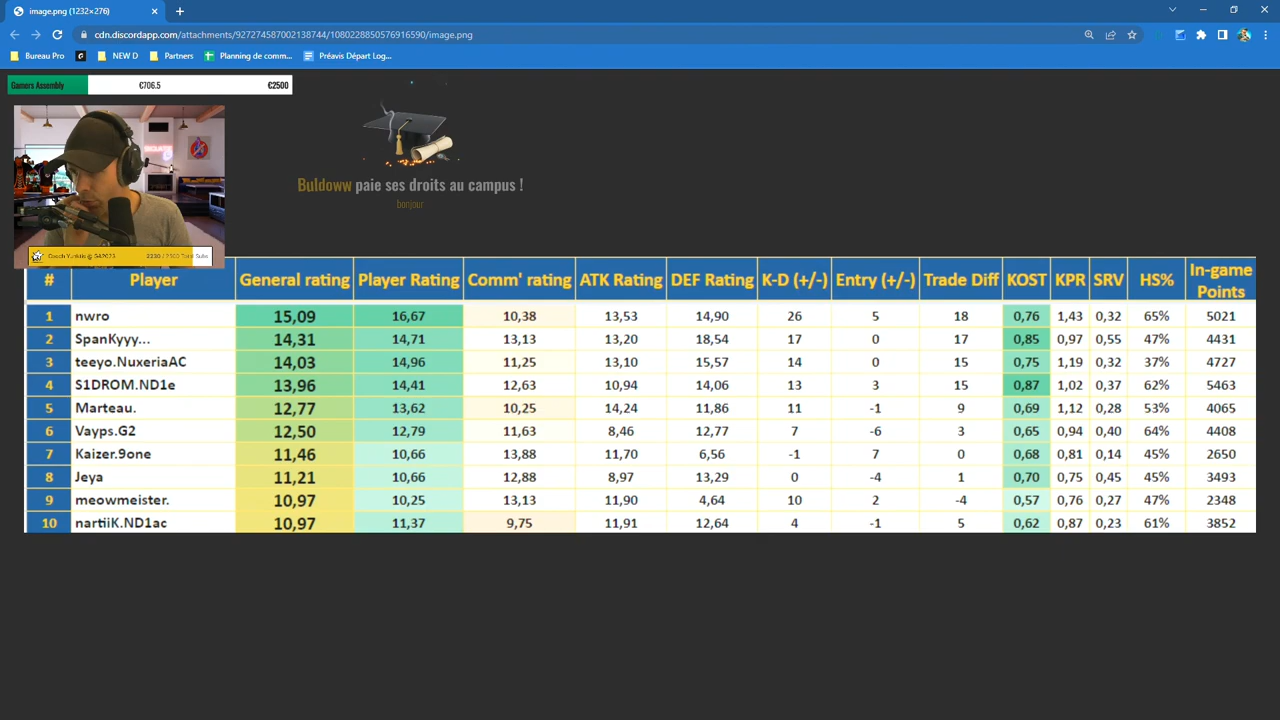 image.png (1232×276)
cdn.discordapp.com/attachments/927274587002138744/1080228850576916590/image.png
Bureau Pro NEW D Partners Planning de comm... Préavis Départ Log...
Gamers Assembly €706.5 €2500
Buldoww paie ses droits au campus !
bonjour
# Player General rating Player Rating Comm' rating ATK Rating DEF Rating K-D (+/-) Entry (+/-) Trade Diff KOST KPR SRV HS% In-game Points
1 nwro 15,09 16,67 10,38 13,53 14,90 26 5 18 0,76 1,43 0,32 65% 5021
2 SpanKyyy... 14,31 14,71 13,13 13,20 18,54 17 0 17 0,85 0,97 0,55 47% 4431
3 teeyo.NuxeriaAC 14,03 14,96 11,25 13,10 15,57 14 0 15 0,75 1,19 0,32 37% 4727
4 S1DROM.ND1e 13,96 14,41 12,63 10,94 14,06 13 3 15 0,87 1,02 0,37 62% 5463
5 Marteau. 12,77 13,62 10,25 14,24 11,86 11 -1 9 0,69 1,12 0,28 53% 4065
6 Vayps.G2 12,50 12,79 11,63 8,46 12,77 7 -6 3 0,65 0,94 0,40 64% 4408
7 Kaizer.9one 11,46 10,66 13,88 11,70 6,56 -1 7 0 0,68 0,81 0,14 45% 2650
8 Jeya 11,21 10,66 12,88 8,97 13,29 0 -4 1 0,70 0,75 0,45 45% 3493
9 meowmeister. 10,97 10,25 13,13 11,90 4,64 10 2 -4 0,57 0,76 0,27 47% 2348
10 nartiiK.ND1ac 10,97 11,37 9,75 11,91 12,64 4 -1 5 0,62 0,87 0,23 61% 3852